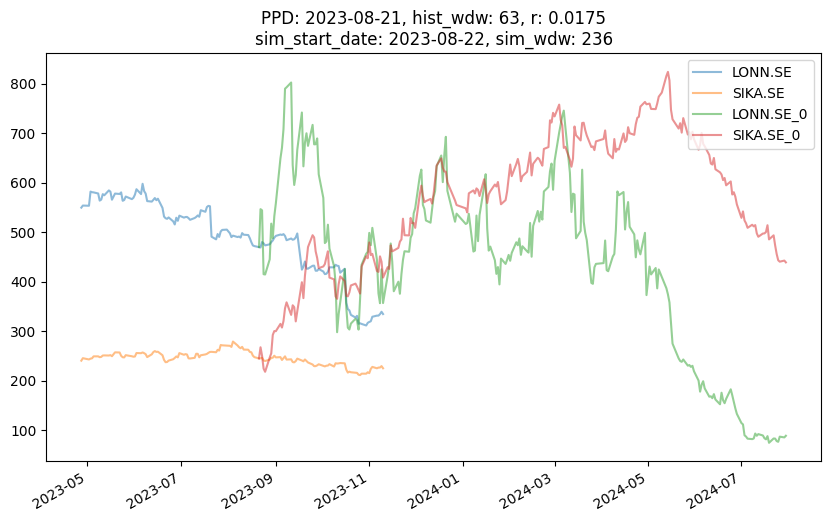 PPD: 2023-08-21, hist_wdw: 63, r: 0.0175
sim_start_date: 2023-08-22, sim_wdw: 236
LONN.SE
SIKA.SE
LONN.SE_0
SIKA.SE_0
800
700
600
500
400
300
200
100
2023-05
2023-07
2023-09
2023-11
2024-01
2024-03
2024-05
2024-07